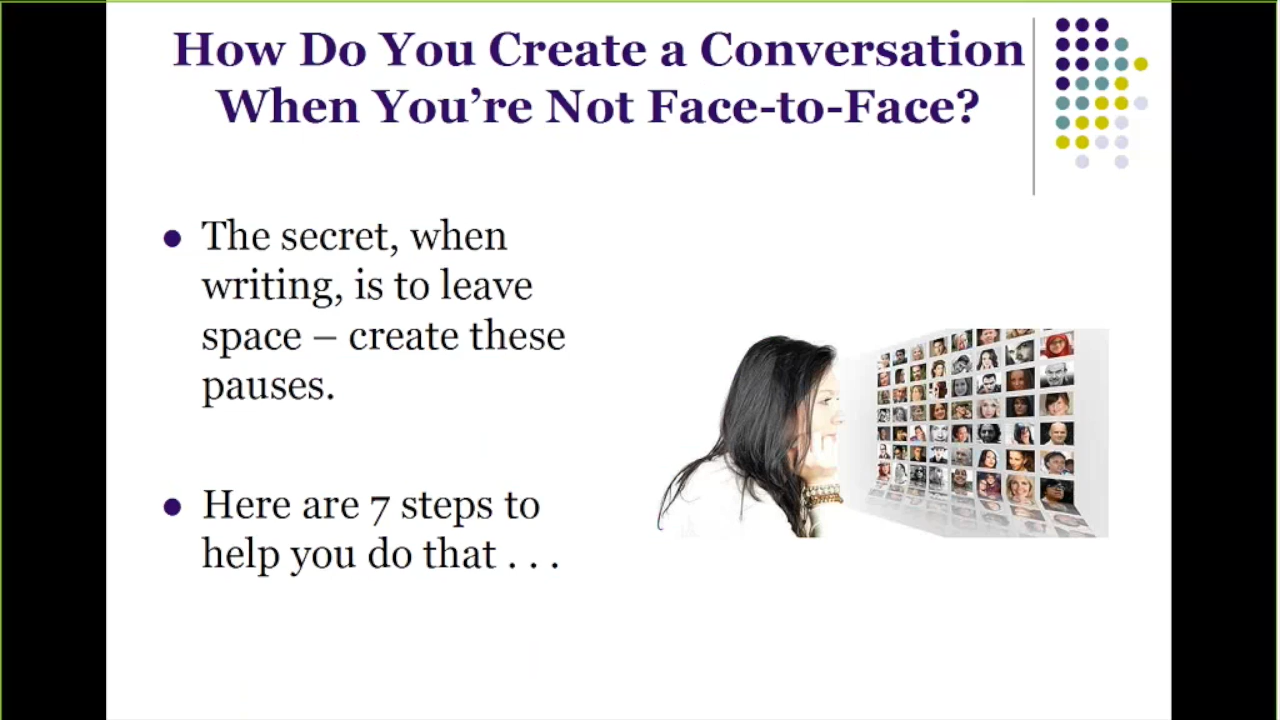 How Do You Create a Conversation
When You’re Not Face-to-Face?
● The secret, when
writing, is to leave
space – create these
pauses.
● Here are 7 steps to
help you do that . . .